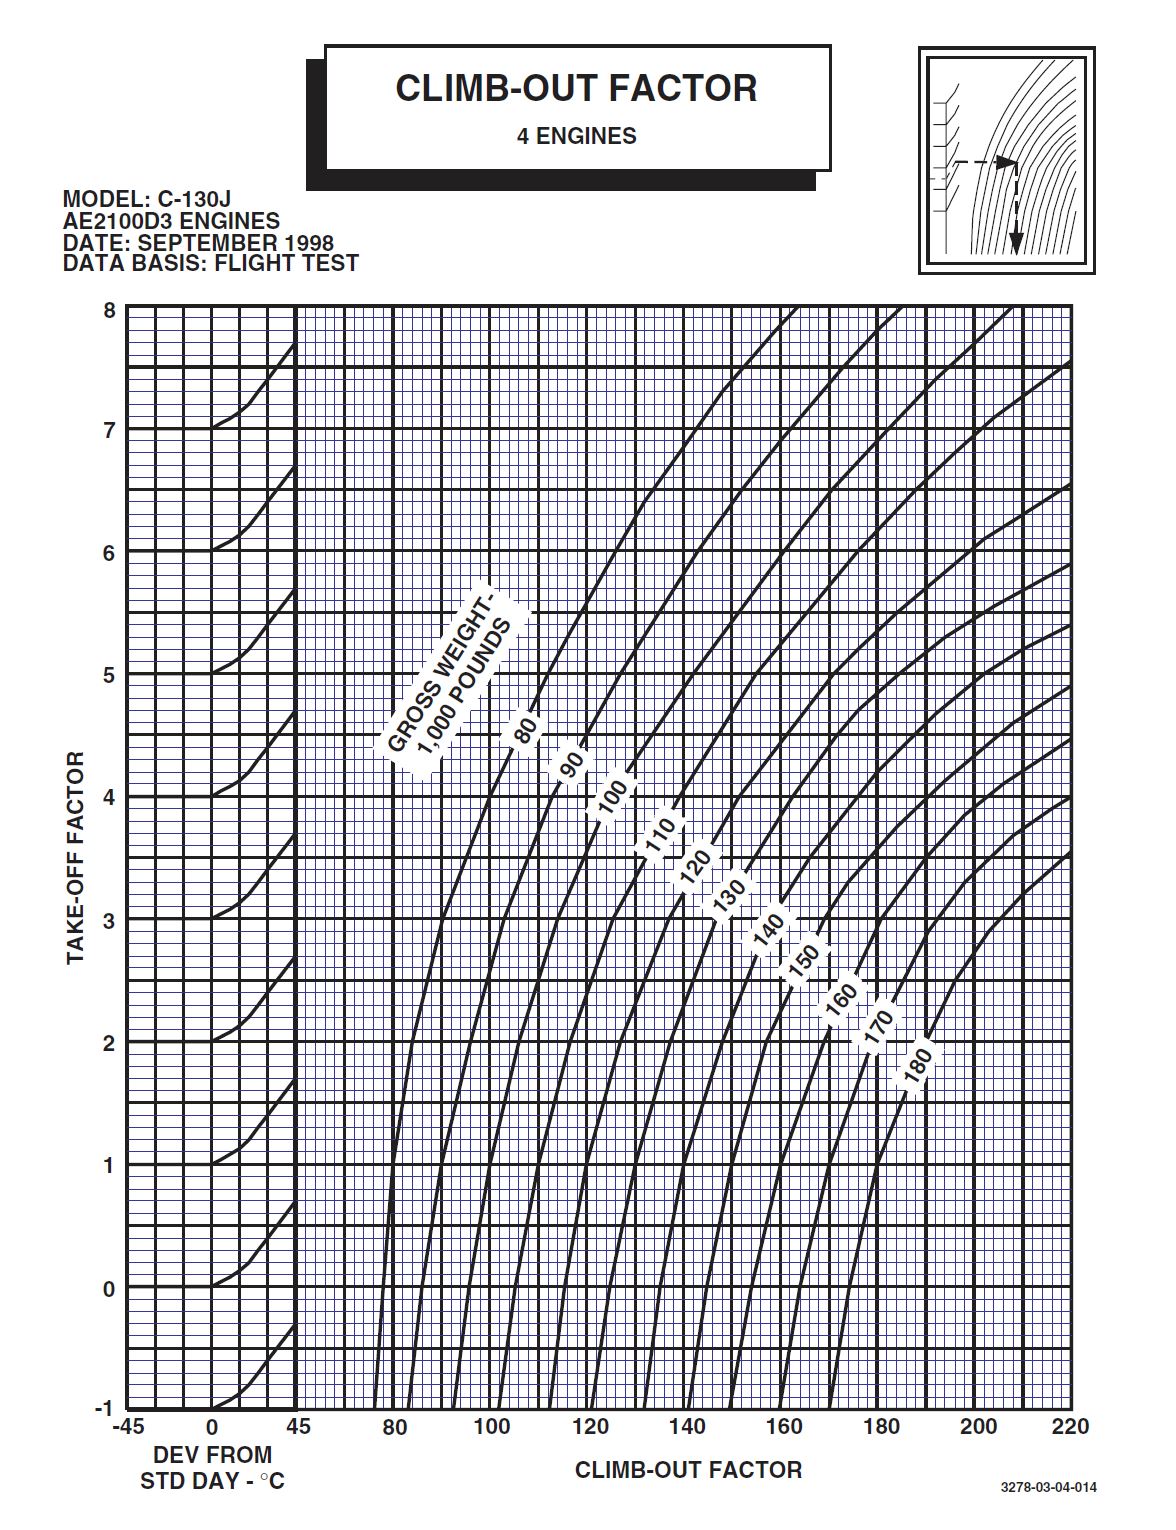 CLIMB-OUT FACTOR
4 ENGINES
MODEL: C-130J
AE2100D3 ENGINES
DATE: SEPTEMBER 1998
DATA BASIS: FLIGHT TEST
8
7
6
5
4
3
2
1
0
-1
TAKE-OFF FACTOR
GROSS WEIGHT-
1,000 POUNDS
80
90
100
110
120
130
140
150
160
170
180
-45 0 45 80 100 120 140 160 180 200 220
DEV FROM
STD DAY - °C
CLIMB-OUT FACTOR
3278-03-04-014